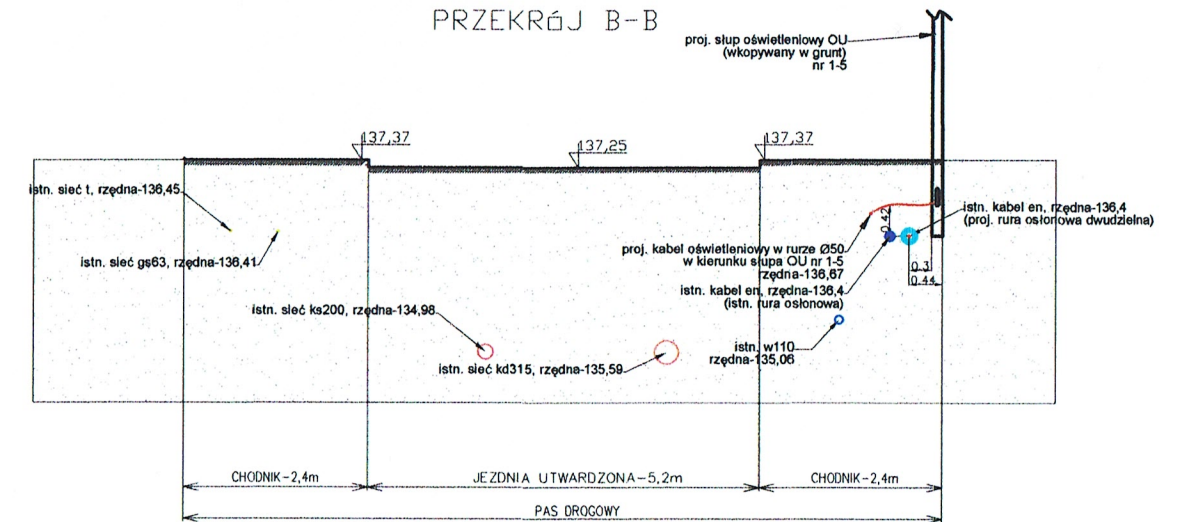 PRZEKRóJ B-B
proj. słup oświetleniowy OU
(wkopywany w grunt)
nr 1-5
137,37
137,25
137,37
istn. sieć t, rzędna-136,45
istn. sieć gs63, rzędna-136,41
0,42
istn. kabel en, rzędna-136,4
(proj. rura osłonowa dwudzielna)
proj. kabel oświetleniowy w rurze Ø50
w kierunku słupa OU nr 1-5
rzędna-136,67
0.3
0.44
istn. kabel en, rzędna-136,4
(istn. rura osłonowa)
istn. sieć ks200, rzędna-134,98
istn. w110
rzędna-135,06
istn. sieć kd315, rzędna-135,59
CHODNIK-2,4m
JEZDNIA UTWARDZONA-5,2m
CHODNIK-2,4m
PAS DROGOWY